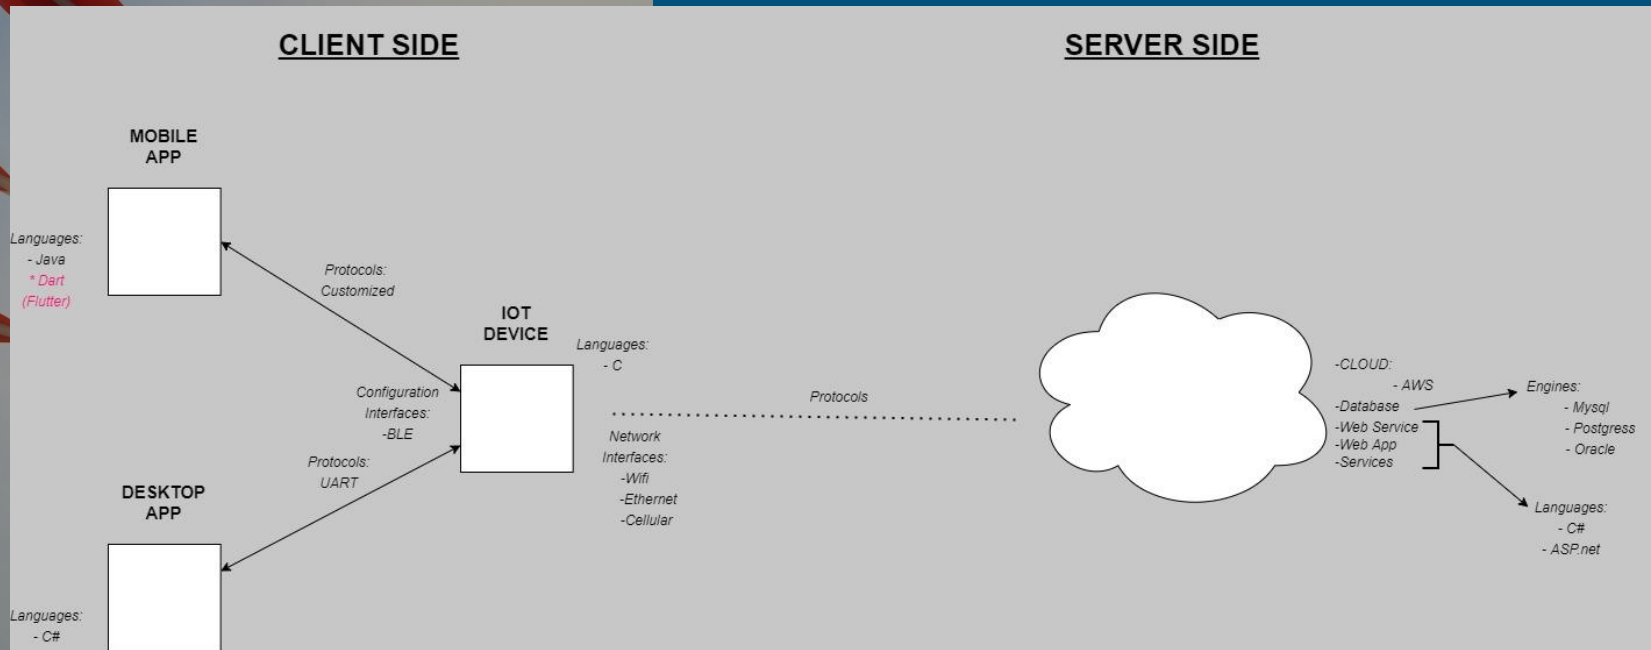 CLIENT SIDE
SERVER SIDE
MOBILE
APP
Languages:
- Java
* Dart
(Flutter)
Protocols:
Customized
IOT
DEVICE
Languages:
- C
Configuration
Interfaces:
-BLE
Protocols:
UART
DESKTOP
APP
Languages:
- C#
Network
Interfaces:
-Wifi
-Ethernet
-Cellular
Protocols
-CLOUD:
- AWS
-Database
-Web Service
-Web App
-Services
Engines:
- Mysql
- Postgress
- Oracle
Languages:
- C#
- ASP.net